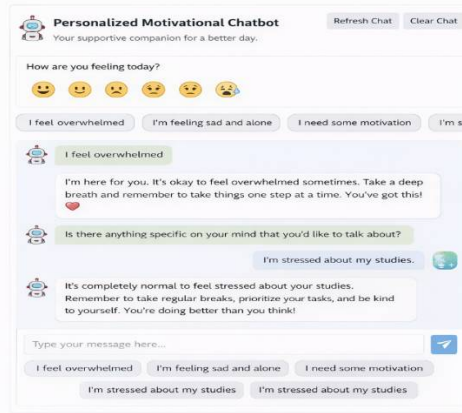 Personalized Motivational Chatbot
Refresh Chat
Clear Chat
Your supportive companion for a better day.
How are you feeling today?
I feel overwhelmed
I'm feeling sad and alone
I need some motivation
I'm s
I feel overwhelmed
I'm here for you. It's okay to feel overwhelmed sometimes. Take a deep
breath and remember to take things one step at a time. You've got this!
Is there anything specific on your mind that you'd like to talk about?
I'm stressed about my studies.
It's completely normal to feel stressed about your studies.
Remember to take regular breaks, prioritize your tasks, and be kind
to yourself. You're doing better than you think!
Type your message here...
I feel overwhelmed
I'm feeling sad and alone
I need some motivation
I'm stressed about my studies
I'm stressed about my studies